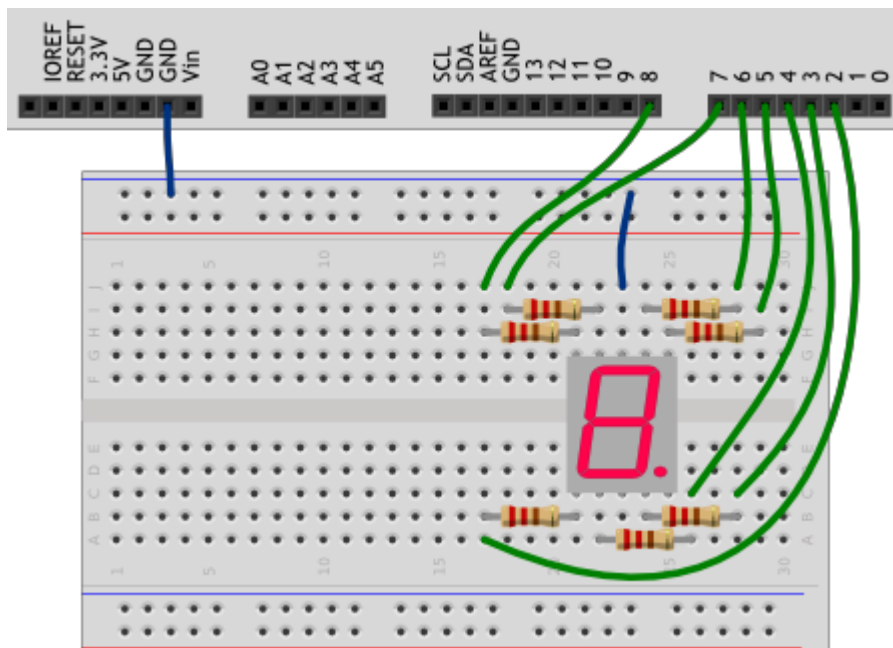 IOREF
RESET
3.3V
5V
GND
GND
Vin
A0
A1
A2
A3
A4
A5
SCL
SDA
AREF
GND
13
12
11
10
9
8
7
6
5
4
3
2
1
0
1 5 10 15 20 25 30
J
I I
H H
G G
F F
E E
D D
C C
B B
A A
1 5 10 15 30